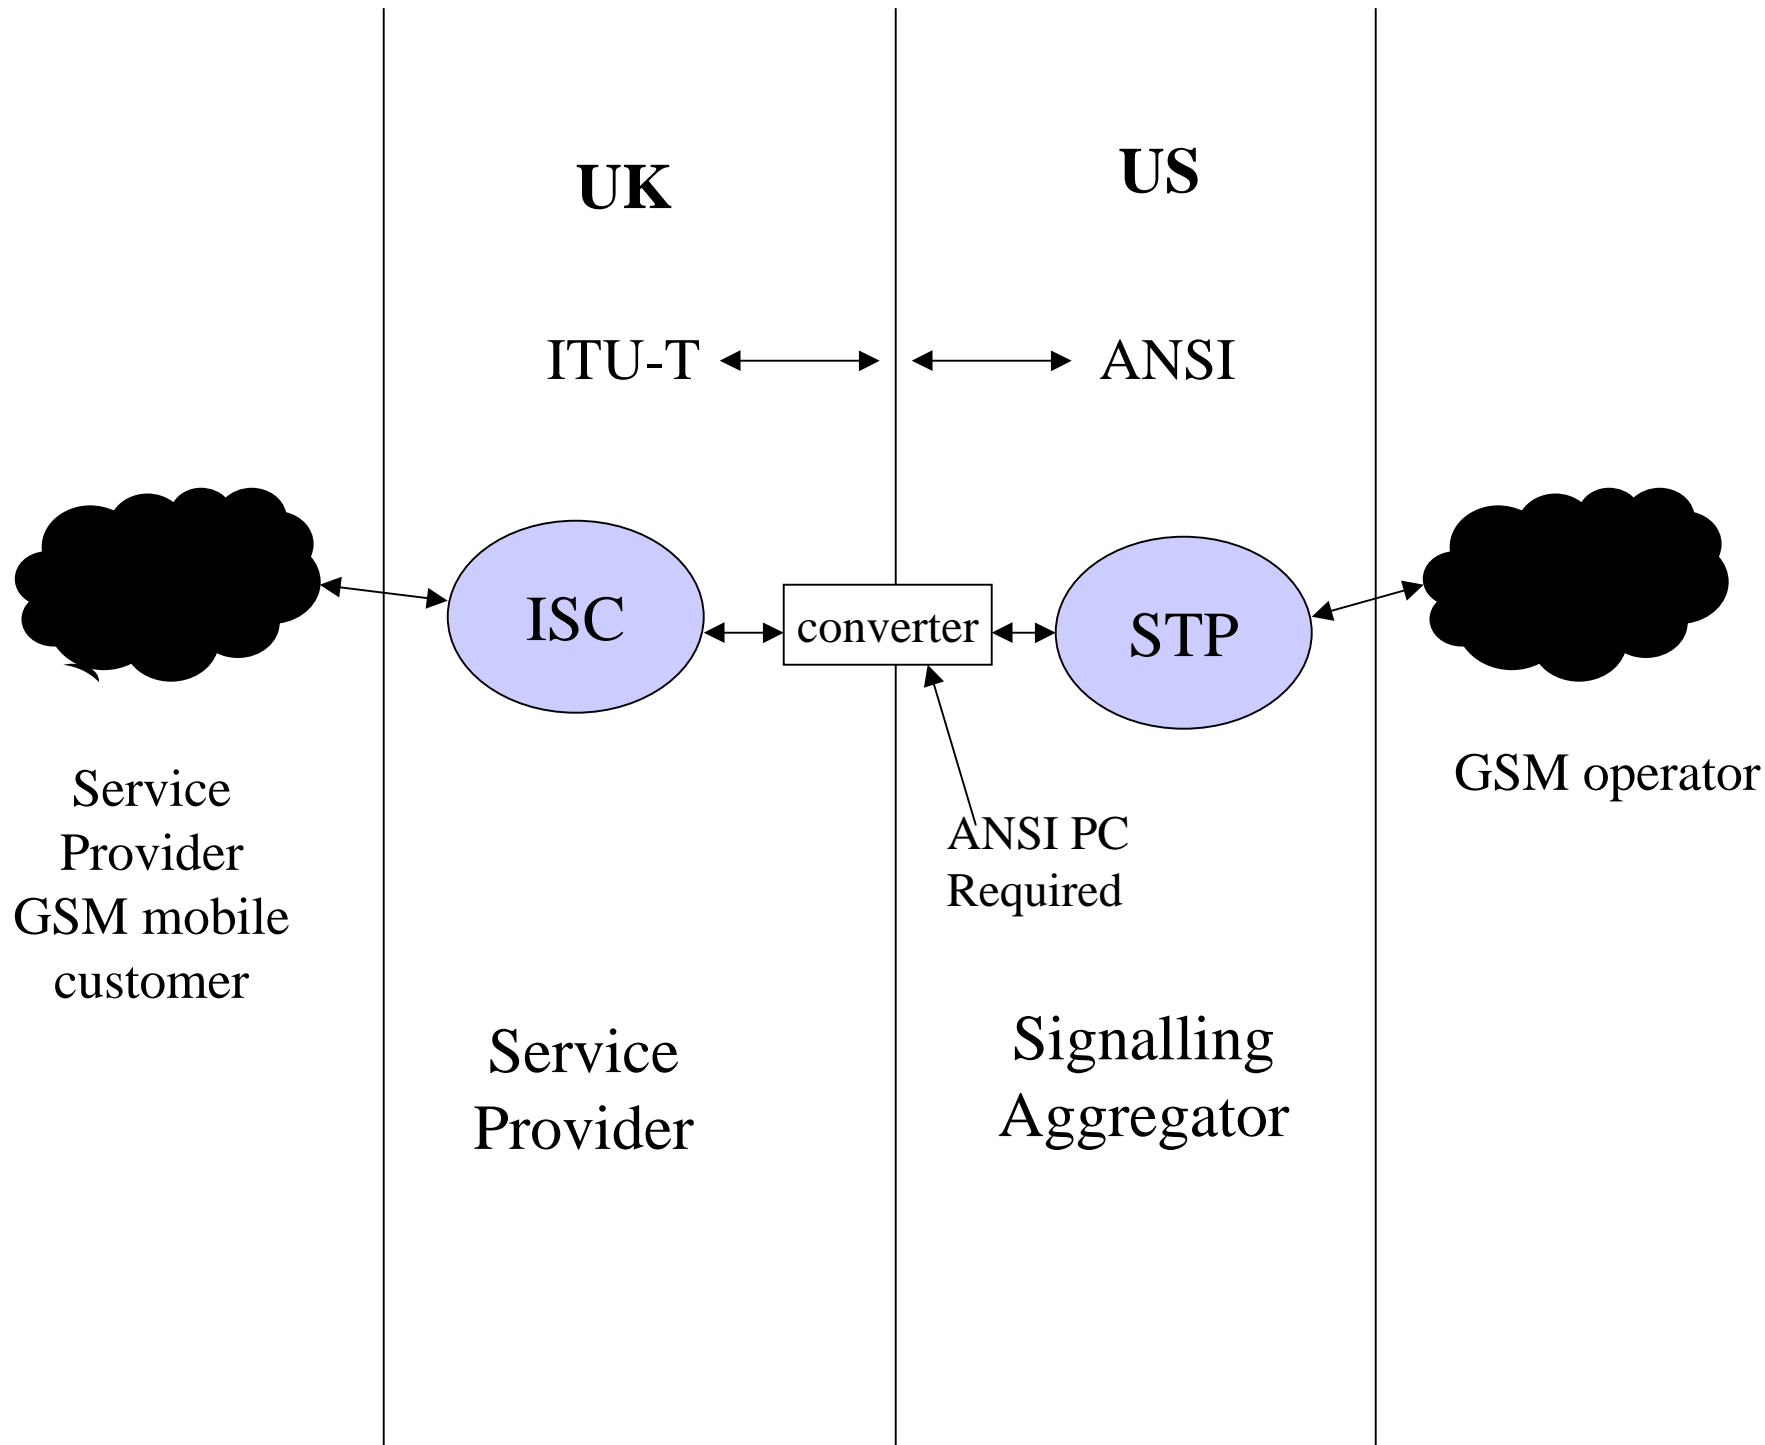 UK
US
ITU-T
ANSI
ISC
converter
STP
Service
Provider
GSM mobile
customer
GSM operator
ANSI PC
Required
Service
Provider
Signalling
Aggregator